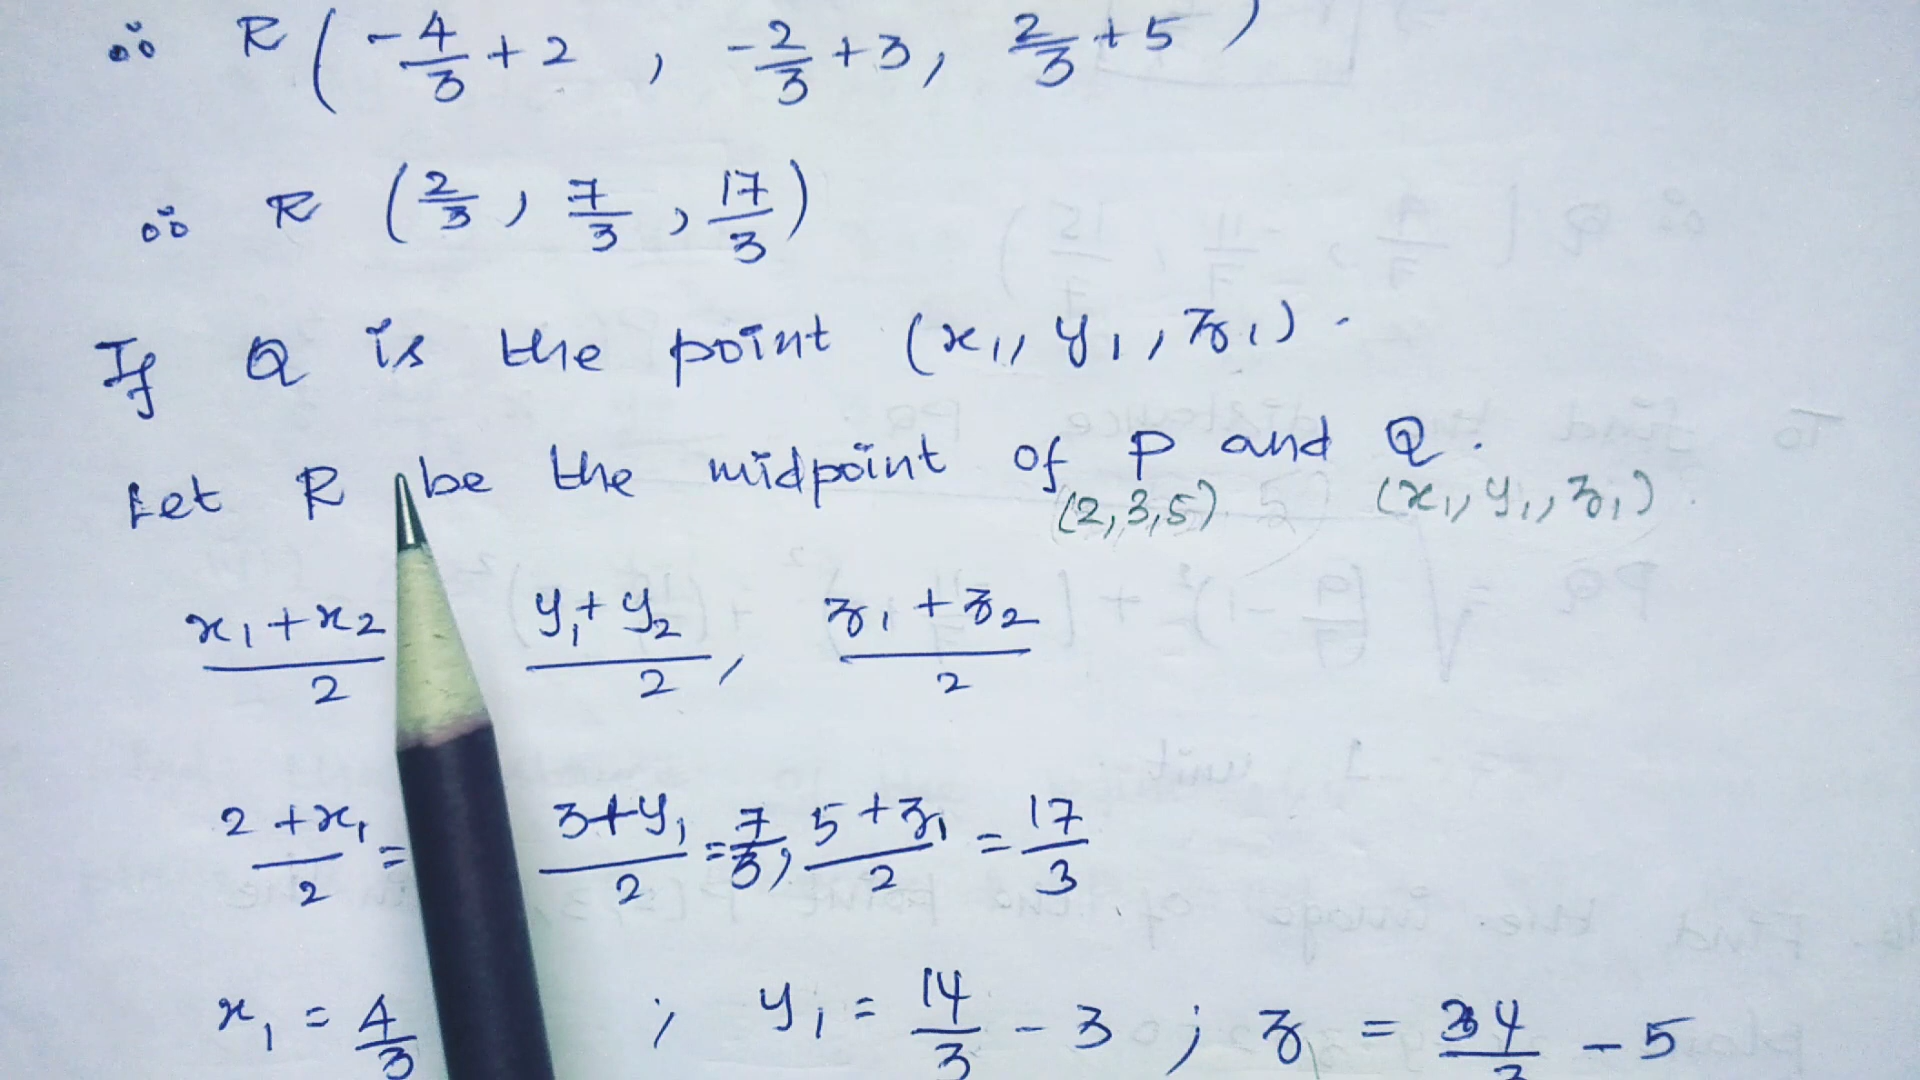 ∴ R ( -4/3 + 2 , -2/3 + 3, 2/3 + 5 )
∴ R (2/3, 7/3, 17/3)
If Q is the point (x₁, y₁, z₁).
Let R be the midpoint of P and Q.
(2,3,5) (x₁, y₁, z₁)
x₁+x₂/2 y₁+y₂/2, z₁+z₂/2
2+x₁/2 = 3+y₁/2 = 7/3, 5+z₁/2 = 17/3
x₁ = 4/3 ; y₁ = 14/3 - 3 ; z₁ = 34/3 - 5